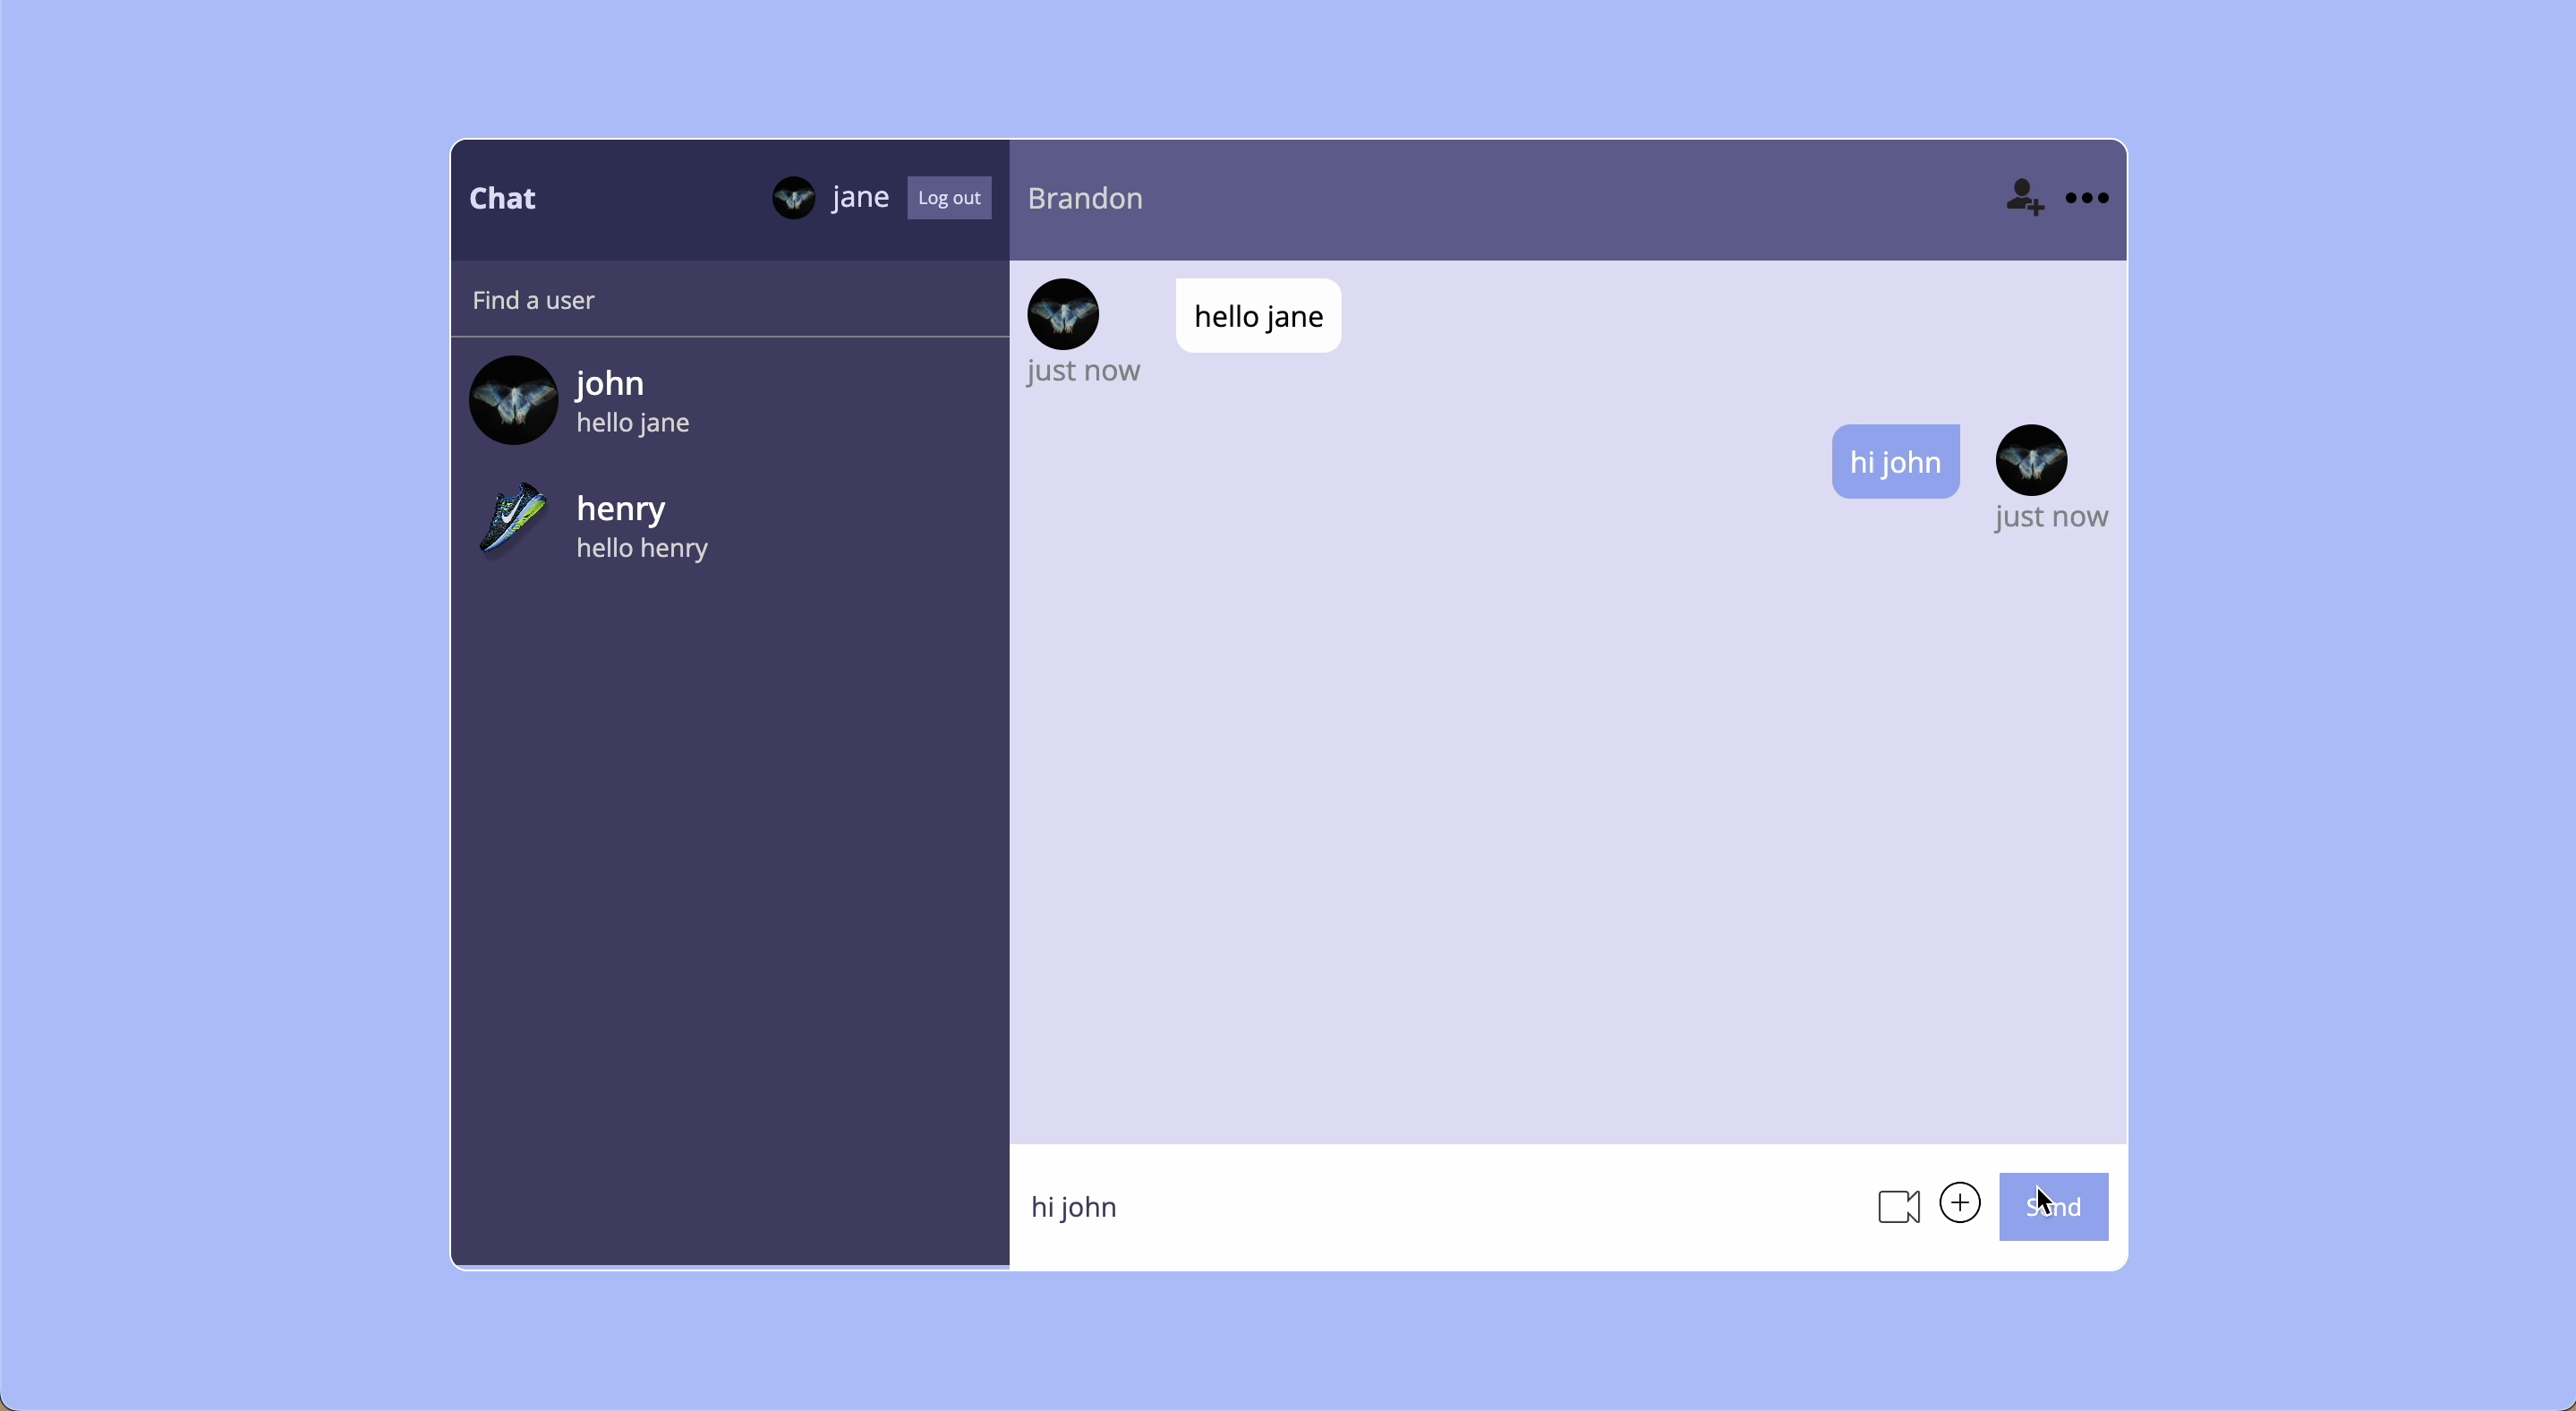 Chat
jane
Log out
Brandon
Find a user
john
hello jane
henry
hello henry
hello jane
just now
hi john
just now
hi john